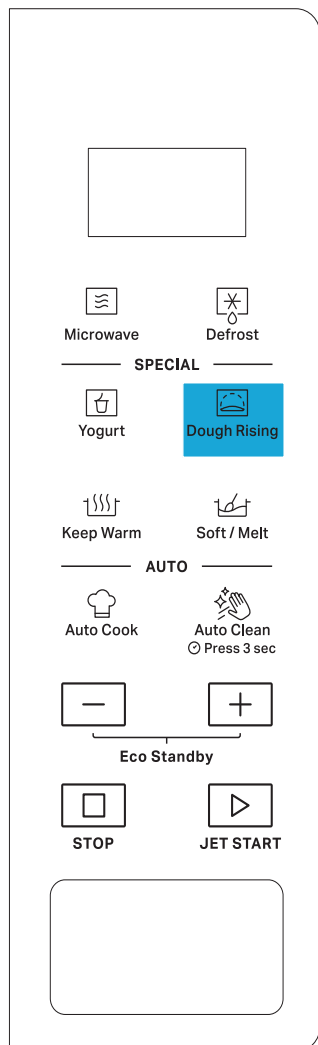 Microwave Defrost
SPECIAL
Yogurt Dough Rising
Keep Warm Soft / Melt
AUTO
Auto Cook Auto Clean
Press 3 sec
Eco Standby
STOP JET START